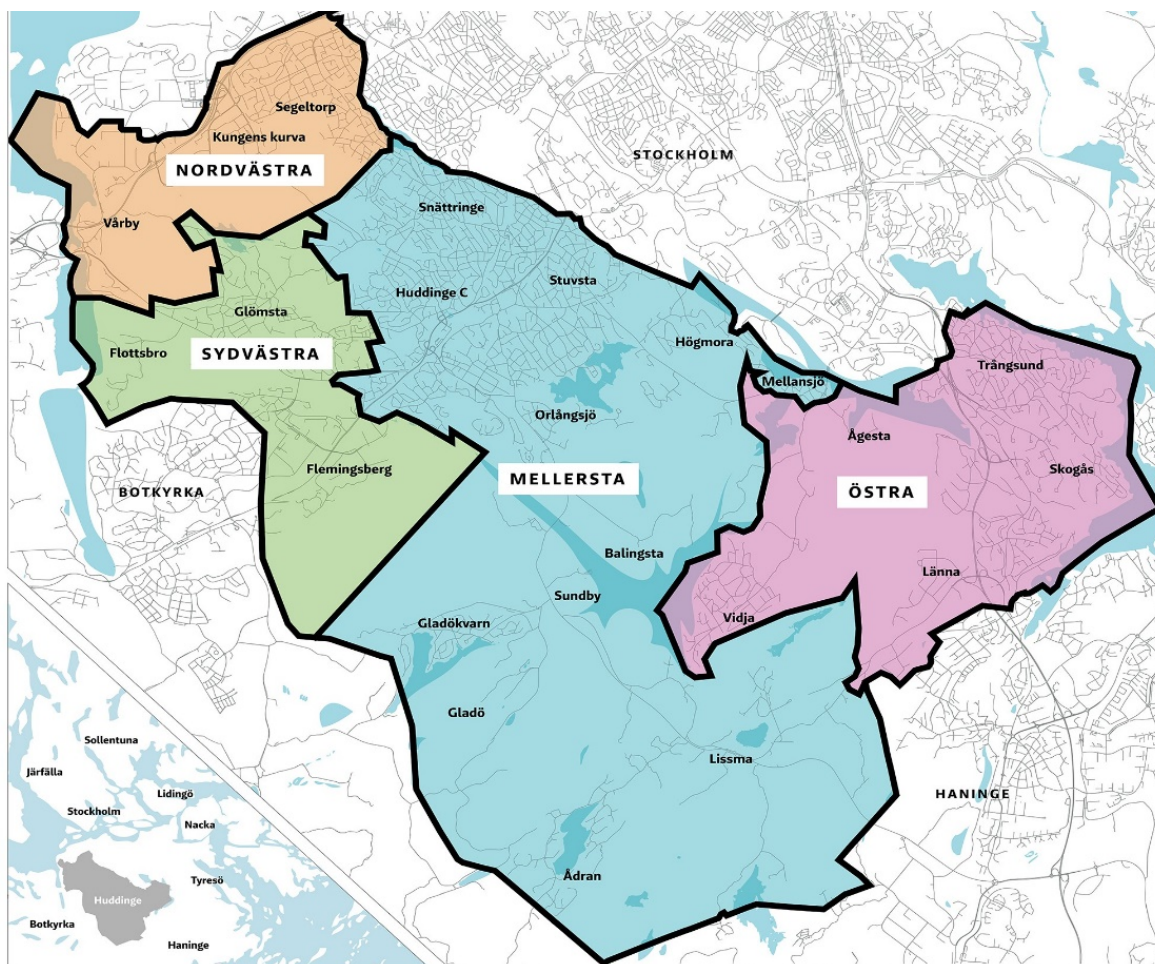 Segeltorp
Kungens kurva
NORDVÄSTRA
STOCKHOLM
Vårby
Snättringe
Huddinge C
Stuvsta
Glömsta
Högmora
Flottsbro
SYDVÄSTRA
Trångsund
Mellansjö
Orlångsjö
Ågesta
Flemingsberg
Skogås
BOTKYRKA
MELLERSTA
ÖSTRA
Balingsta
Länna
Sundby
Vidja
Gladökvarn
Gladö
Lissma
HANINGE
Ådran
Sollentuna
Järfälla
Lidingö
Stockholm
Nacka
Tyresö
Huddinge
Botkyrka
Haninge